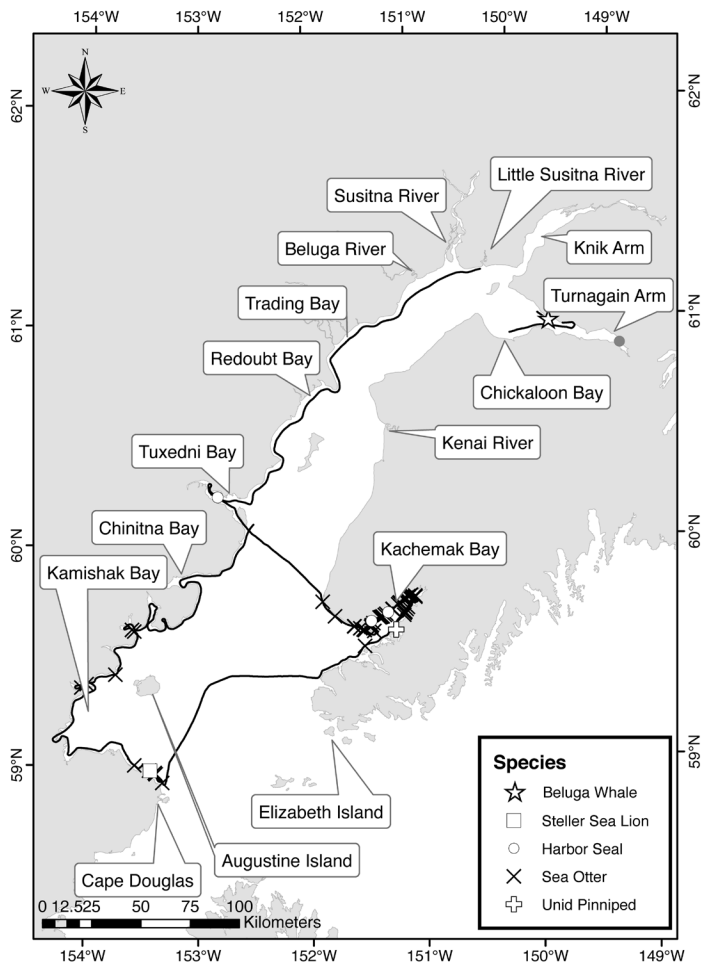 154°W 153°W 152°W 151°W 150°W 149°W
N
W E
S
62°N 62°N
Little Susitna River
Susitna River
Beluga River
Knik Arm
Turnagain Arm
Trading Bay
61°N 61°N
Redoubt Bay
Chickaloon Bay
Kenai River
Tuxedni Bay
Chinitna Bay
60°N 60°N
Kachemak Bay
Kamishak Bay
59°N 59°N
Species
Beluga Whale
Steller Sea Lion
Harbor Seal
Sea Otter
Unid Pinniped
Elizabeth Island
Augustine Island
Cape Douglas
0 12.525 50 75 100
Kilometers
154°W 153°W 152°W 151°W 150°W 149°W